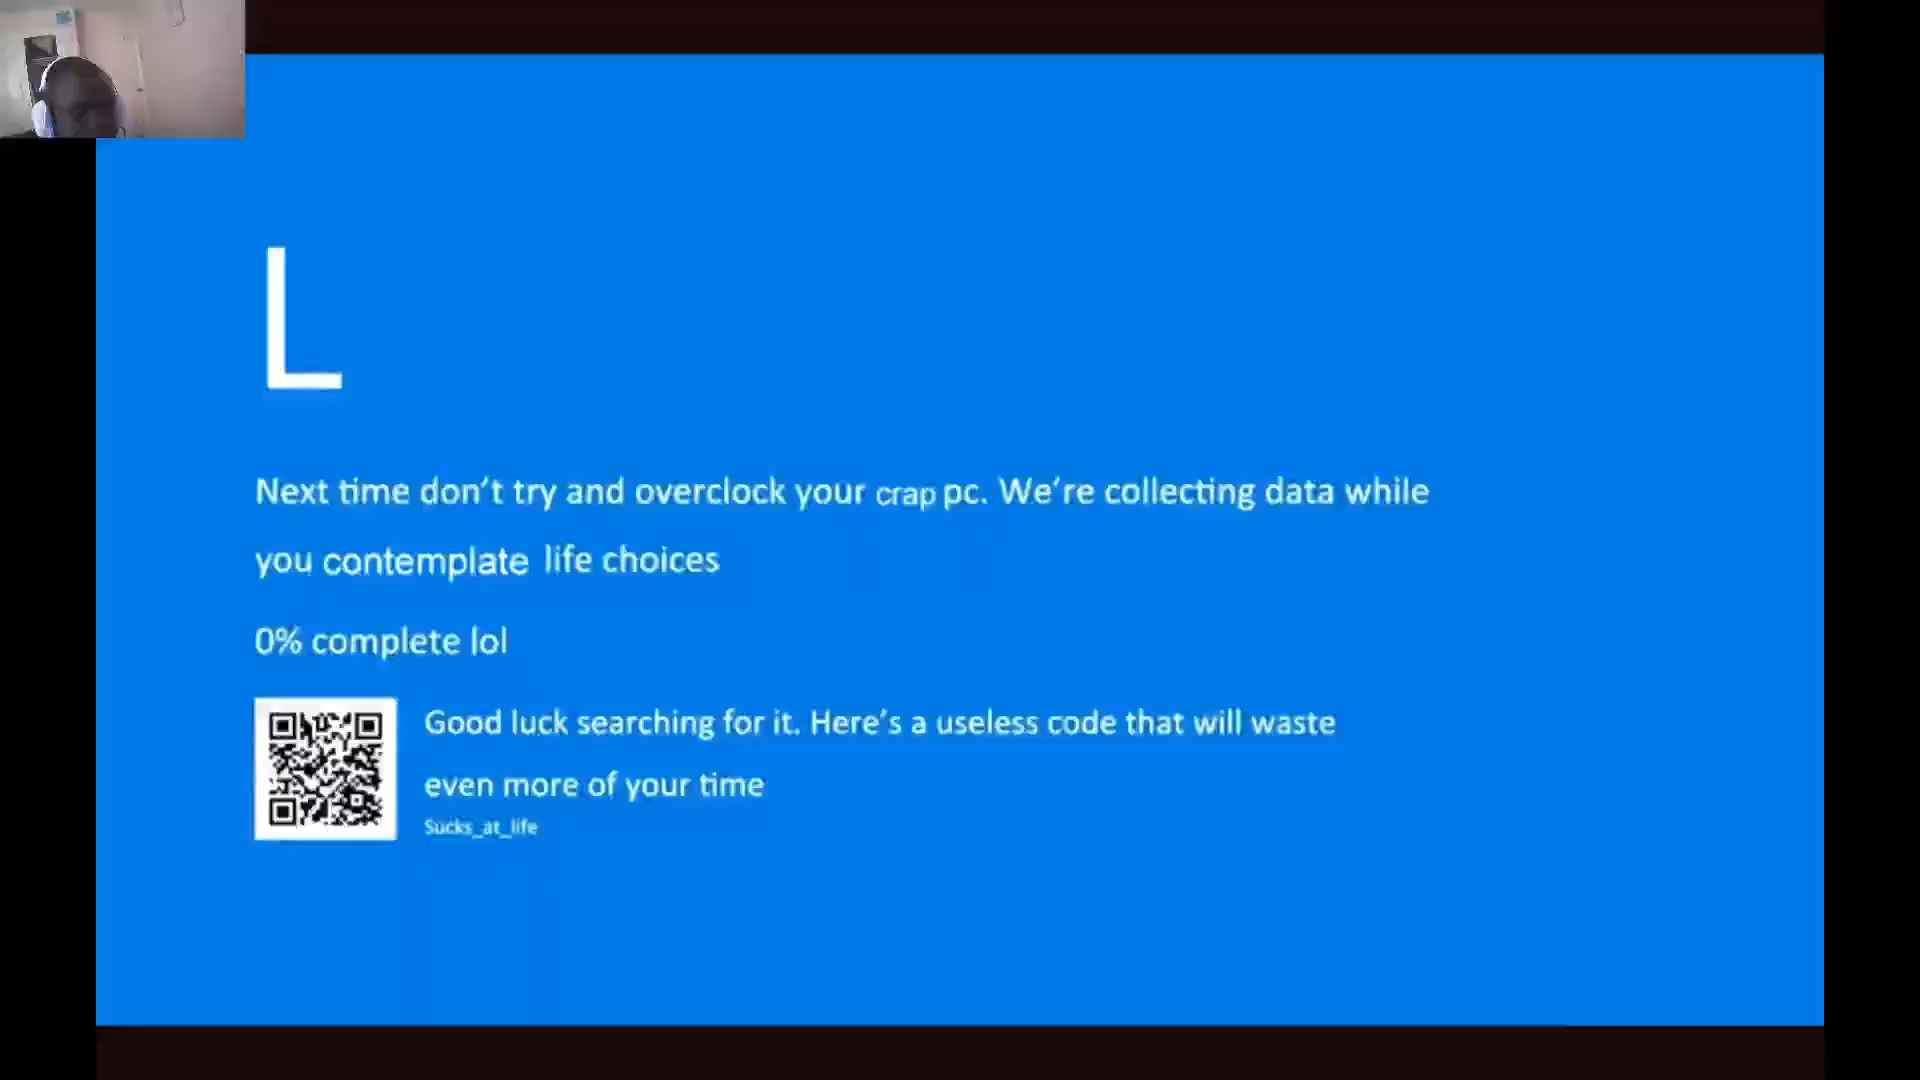 L
Next time don't try and overclock your crap pc. We're collecting data while
you contemplate life choices
0% complete lol
Good luck searching for it. Here's a useless code that will waste
even more of your time
Sucks_at_life